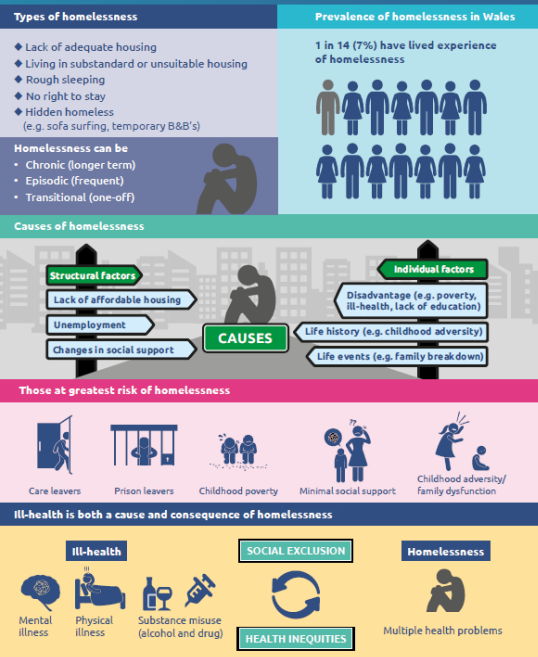 Types of homelessness
Lack of adequate housing
Living in substandard or unsuitable housing
Rough sleeping
No right to stay
Hidden homeless
(e.g. sofa surfing, temporary B&B's)
Homelessness can be
• Chronic (longer term)
• Episodic (frequent)
• Transitional (one-off)
Prevalence of homelessness in Wales
1 in 14 (7%) have lived experience
of homelessness
Causes of homelessness
Structural factors
Lack of affordable housing
Unemployment
Changes in social support
CAUSES
Individual factors
Disadvantage (e.g. poverty,
ill-health, lack of education)
Life history (e.g. childhood adversity)
Life events (e.g. family breakdown)
Those at greatest risk of homelessness
Care leavers
Prison leavers
Childhood poverty
Minimal social support
Childhood adversity/
family dysfunction
Ill-health is both a cause and consequence of homelessness
Ill-health
Mental
illness
Physical
illness
Substance misuse
(alcohol and drug)
SOCIAL EXCLUSION
HEALTH INEQUITIES
Homelessness
Multiple health problems